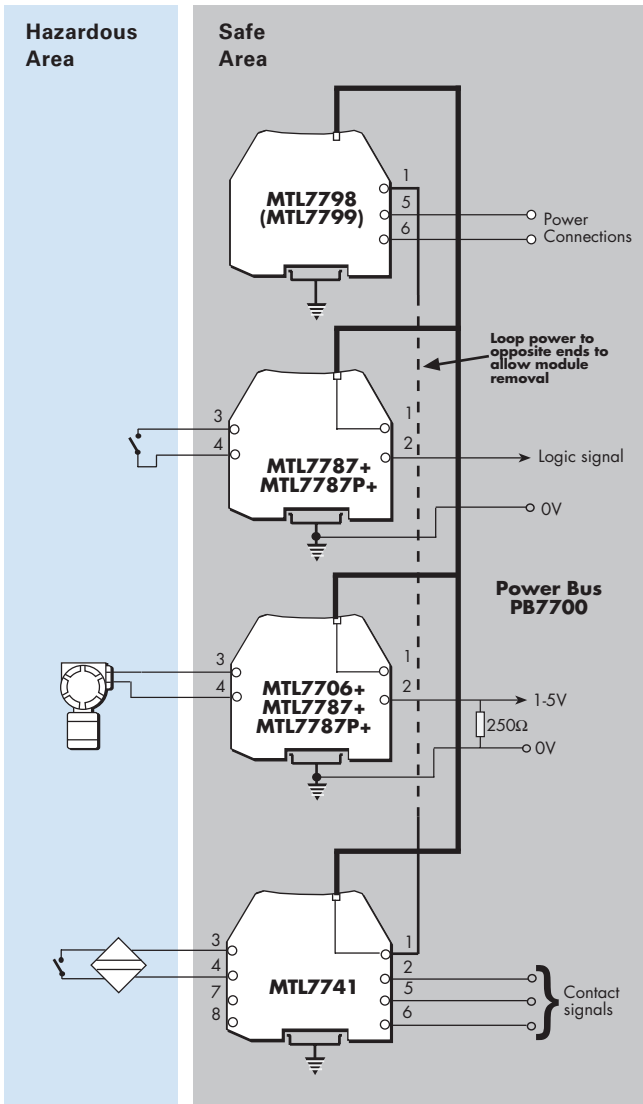 Hazardous
Area
Safe
Area
MTL7798
(MTL7799)
1
5
6
Power
Connections
Loop power to
opposite ends to
allow module
removal
3
4
MTL7787+
MTL7787P+
1
2
Logic signal
0V
Power Bus
PB7700
3
4
MTL7706+
MTL7787+
MTL7787P+
1
2
1-5V
250Ω
0V
3
4
7
8
MTL7741
1
2
5
6
Contact
signals